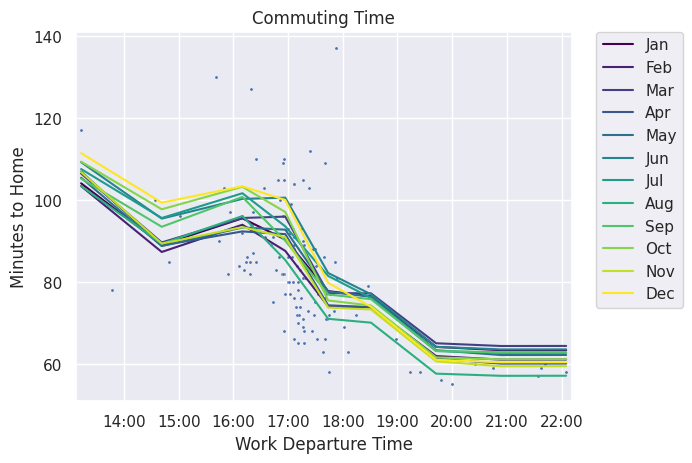 Commuting Time
140
120
100
80
60
Minutes to Home
14:00 15:00 16:00 17:00 18:00 19:00 20:00 21:00 22:00
Work Departure Time
Jan
Feb
Mar
Apr
May
Jun
Jul
Aug
Sep
Oct
Nov
Dec